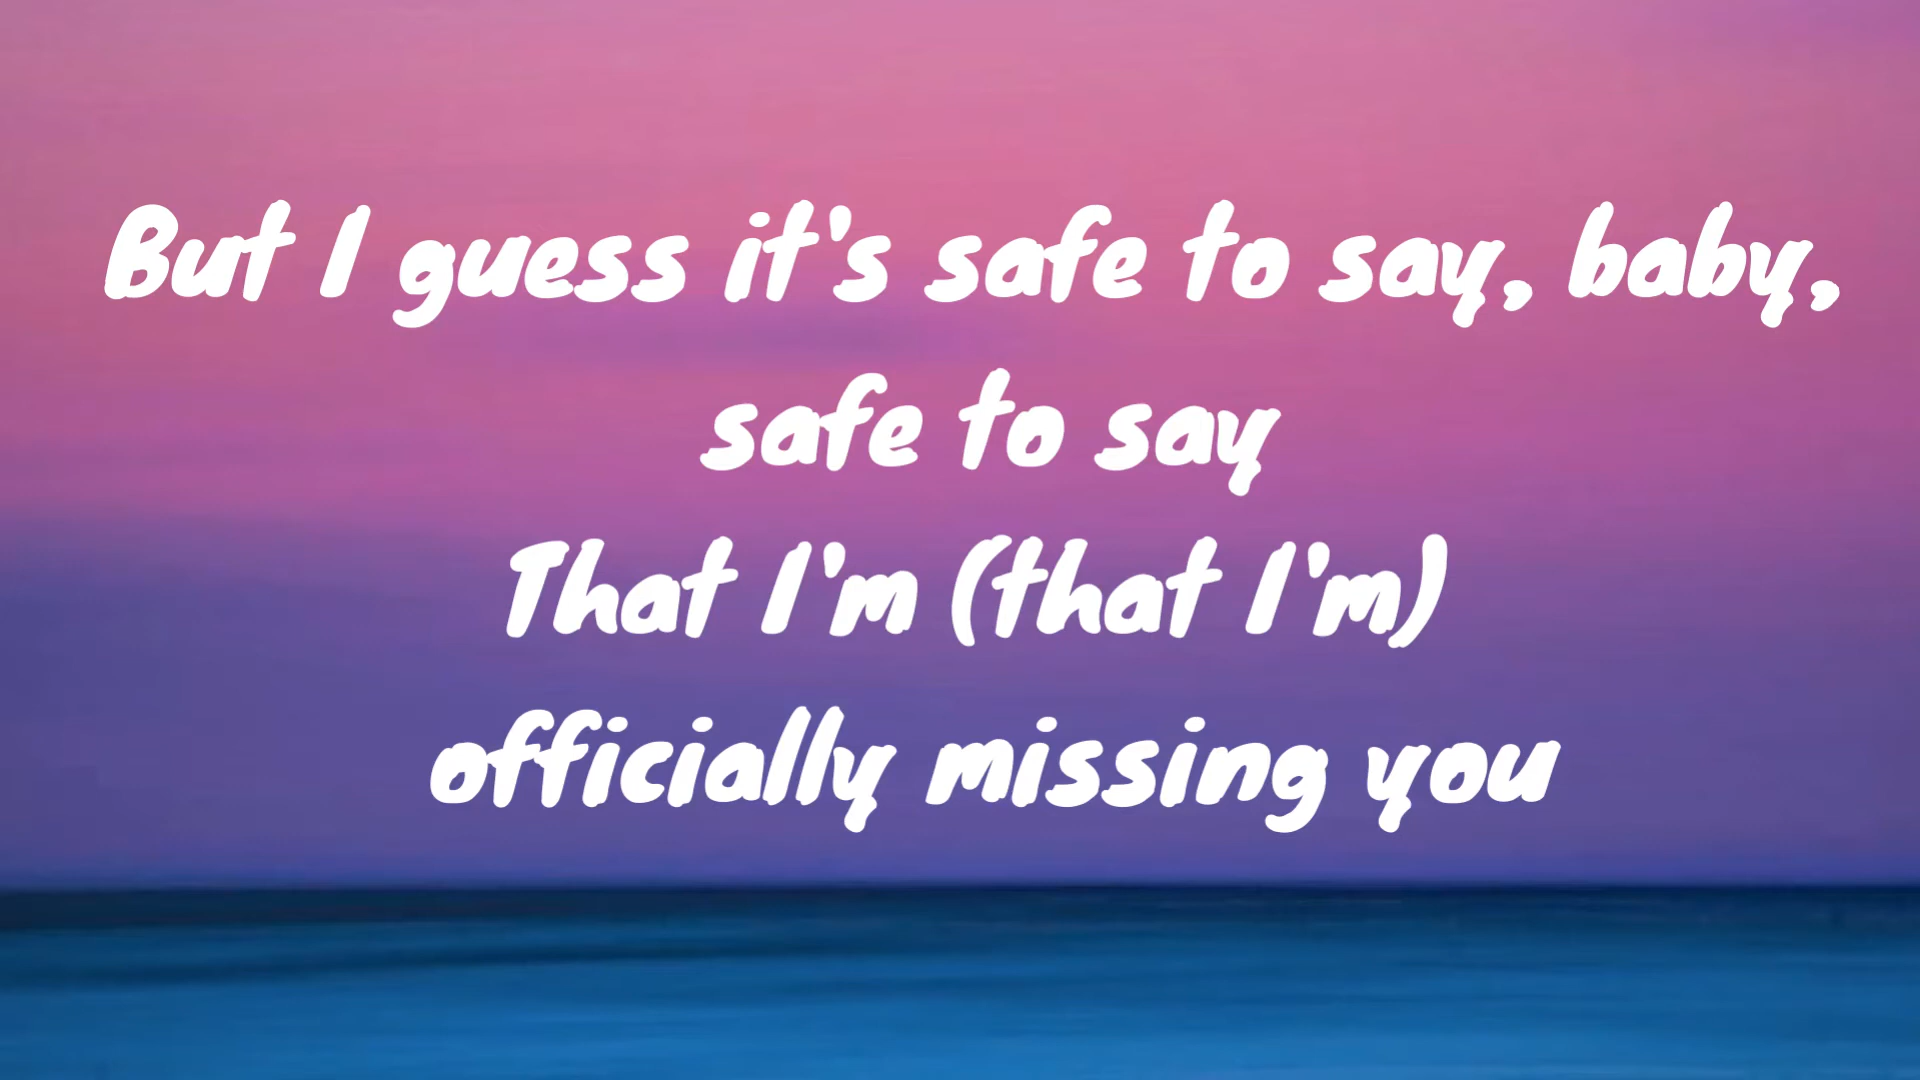 But I guess it's safe to say, baby,
safe to say
That I'm (that I'm)
officially missing you